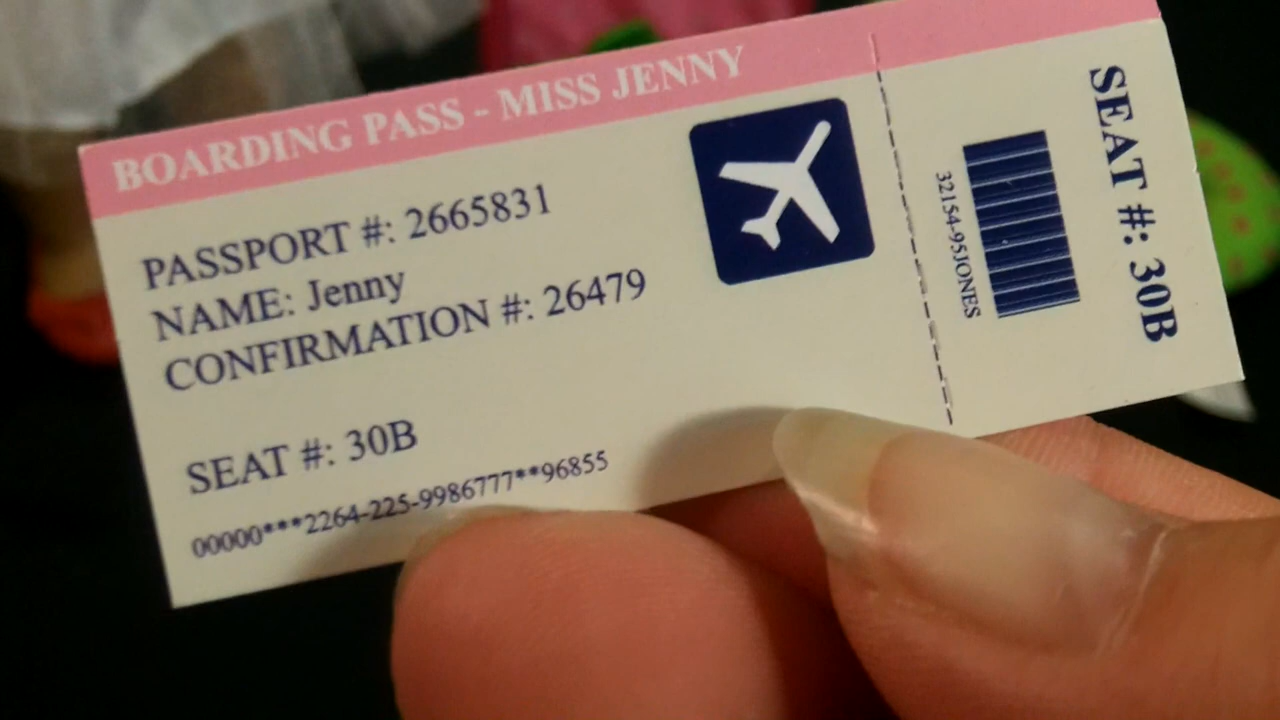 BOARDING PASS - MISS JENNY
PASSPORT #: 2665831
NAME: Jenny
CONFIRMATION #: 26479
SEAT #: 30B
00000***2264-225-9986777**96855
32154-95JONES
SEAT #: 30B